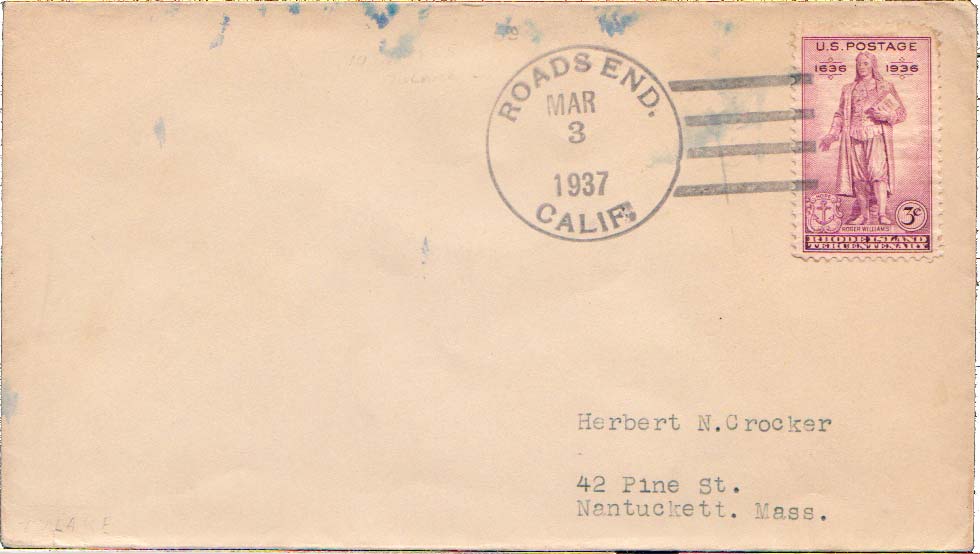 ROADS END.
MAR
3
1937
CALIF.
U.S. POSTAGE
1636 1936
3¢
ROGER WILLIAMS
RHODE ISLAND
TERCENTENARY
Herbert N.Crocker
42 Pine St.
Nantuckett. Mass.